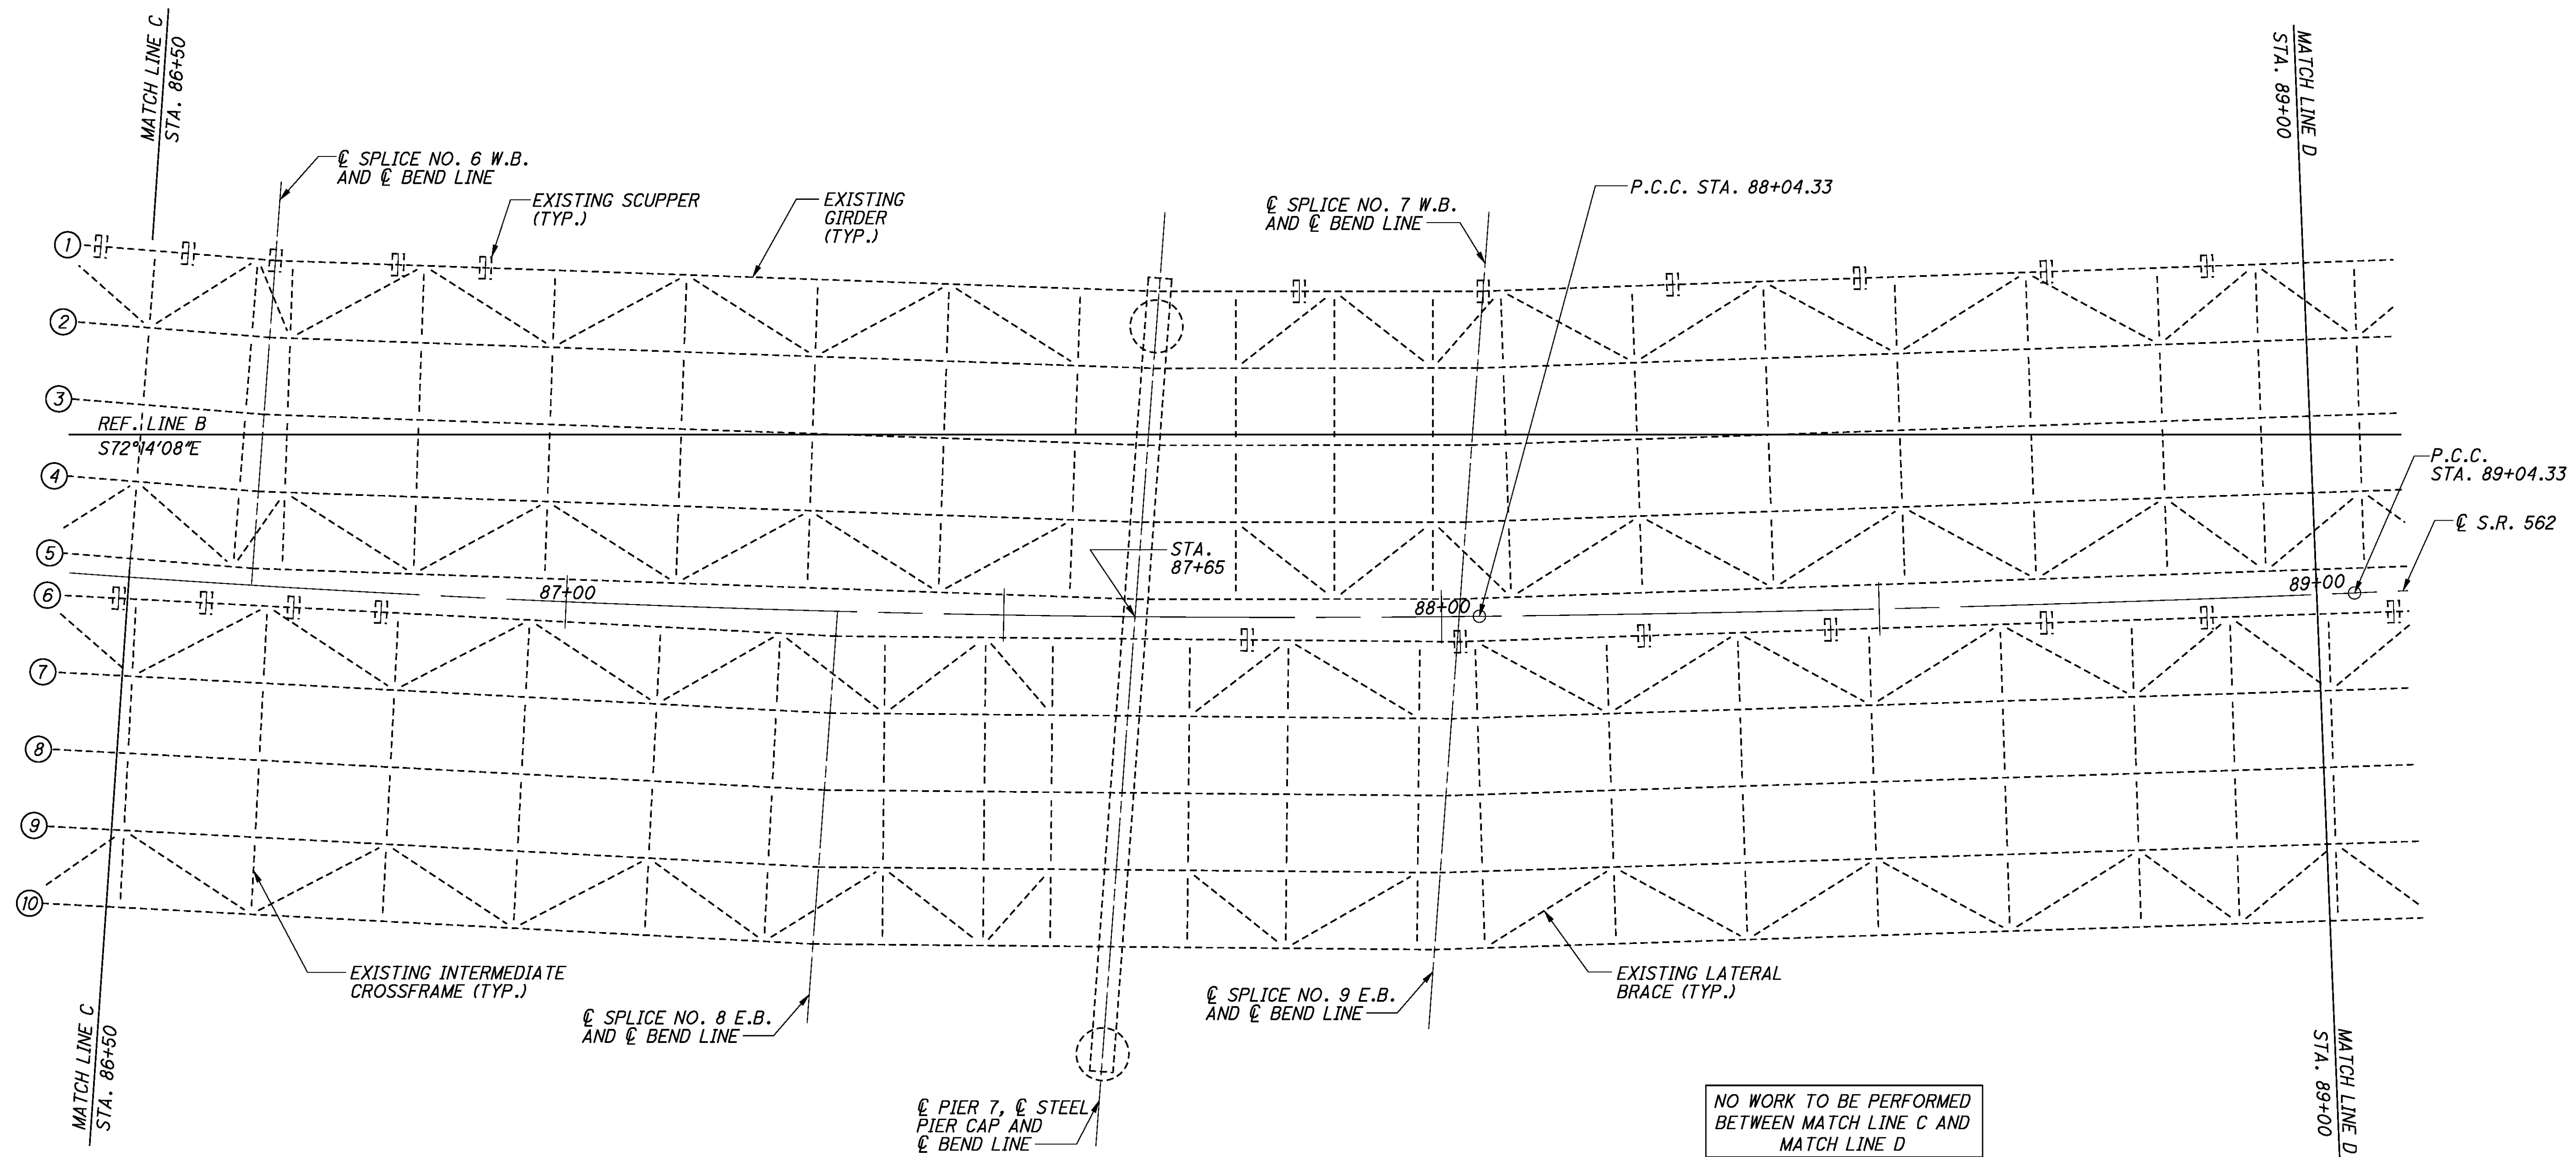 MATCH LINE C
STA. 86+50
MATCH LINE D
STA. 89+00
℄ SPLICE NO. 6 W.B.
AND ℄ BEND LINE
EXISTING SCUPPER
(TYP.)
EXISTING
GIRDER
(TYP.)
℄ SPLICE NO. 7 W.B.
AND ℄ BEND LINE
P.C.C. STA. 88+04.33
1
2
3
REF. LINE B
S72°14'08"E
4
5
6
7
8
9
10
STA.
87+65
87+00
88+00
89+00
P.C.C.
STA. 89+04.33
℄ S.R. 562
EXISTING INTERMEDIATE
CROSSFRAME (TYP.)
℄ SPLICE NO. 8 E.B.
AND ℄ BEND LINE
℄ SPLICE NO. 9 E.B.
AND ℄ BEND LINE
EXISTING LATERAL
BRACE (TYP.)
MATCH LINE C
STA. 86+50
MATCH LINE D
STA. 89+00
℄ PIER 7, ℄ STEEL
PIER CAP AND
℄ BEND LINE
NO WORK TO BE PERFORMED
BETWEEN MATCH LINE C AND
MATCH LINE D